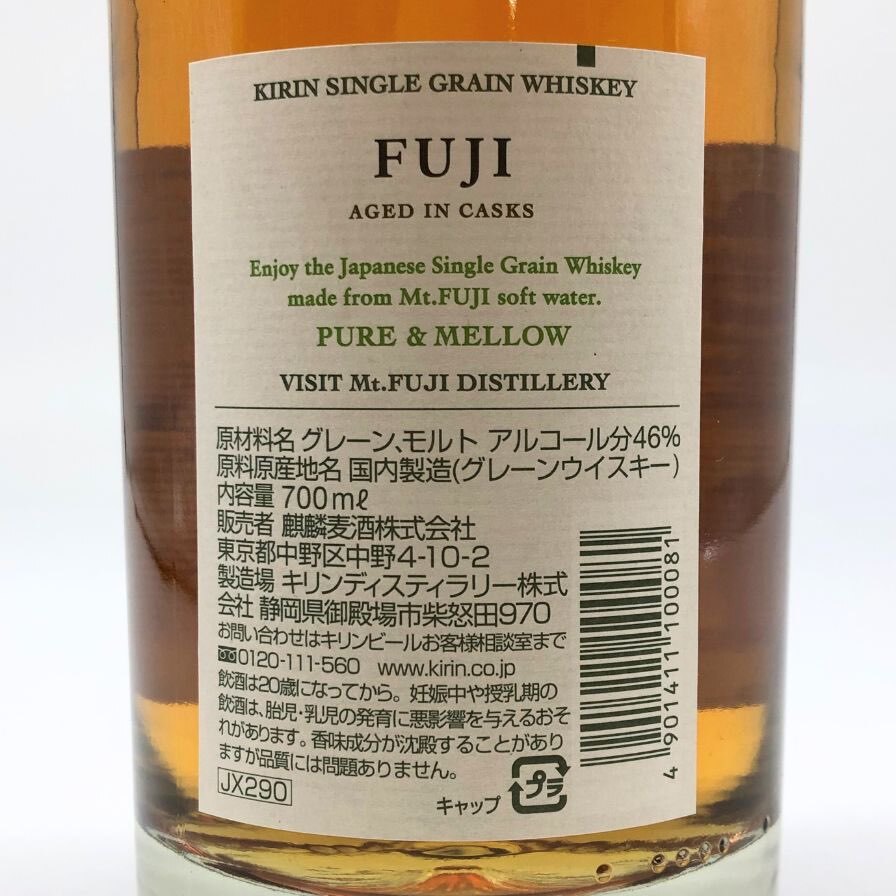 KIRIN SINGLE GRAIN WHISKEY
FUJI
AGED IN CASKS
Enjoy the Japanese Single Grain Whiskey
made from Mt.FUJI soft water.
PURE & MELLOW
VISIT Mt.FUJI DISTILLERY
原材料名 グレーン、モルト アルコール分46%
原料原産地名 国内製造(グレーンウイスキー)
内容量 700mℓ
販売者 麒麟麦酒株式会社
東京都中野区中野4-10-2
製造場 キリンディスティラリー株式
会社 静岡県御殿場市柴怒田970
お問い合わせはキリンビールお客様相談室まで
0120-111-560 www.kirin.co.jp
飲酒は20歳になってから。妊娠中や授乳期の
飲酒は、胎児・乳児の発育に悪影響を与えるおそ
れがあります。香味成分が沈殿することがあり
ますが品質には問題ありません。
JX290
キャップ
プラ
4 901411 100081